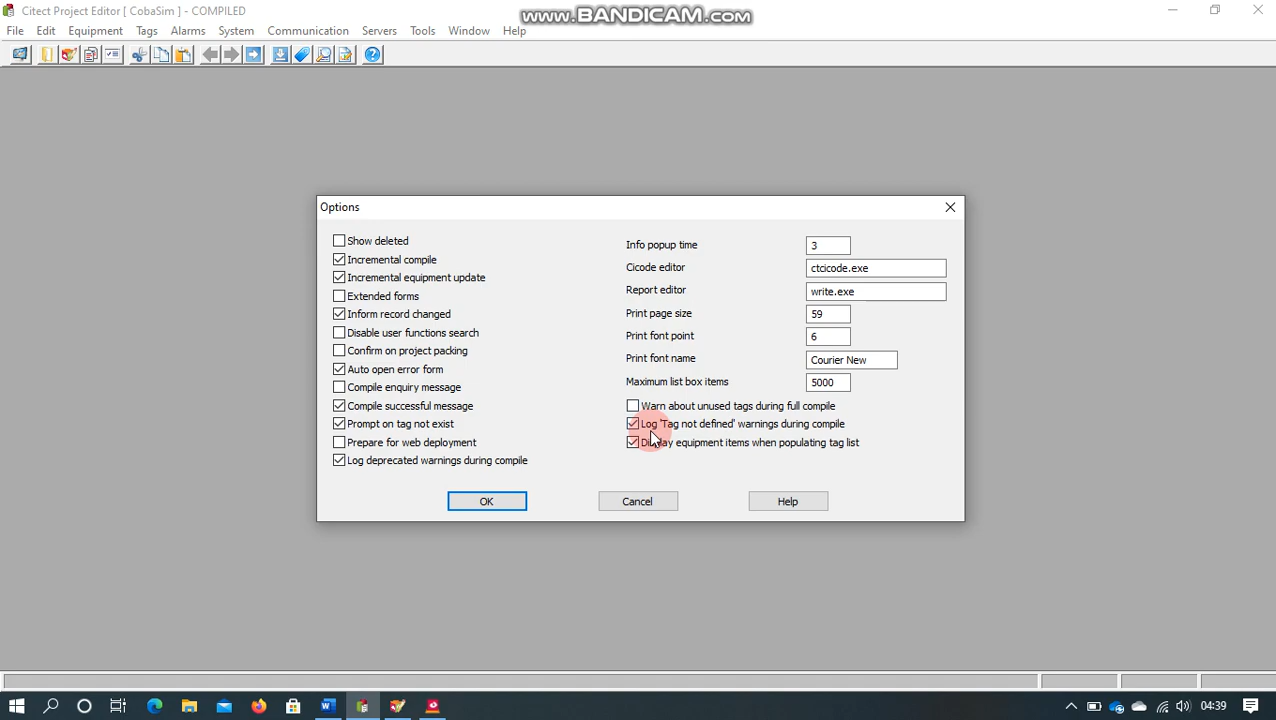 Citect Project Editor [ CobaSim ] - COMPILED
www.BANDICAM.com
File Edit Equipment Tags Alarms System Communication Servers Tools Window Help
Options
Show deleted
Incremental compile
Incremental equipment update
Extended forms
Inform record changed
Disable user functions search
Confirm on project packing
Auto open error form
Compile enquiry message
Compile successful message
Prompt on tag not exist
Prepare for web deployment
Log deprecated warnings during compile
Info popup time 3
Cicode editor ctcicode.exe
Report editor write.exe
Print page size 59
Print font point 6
Print font name Courier New
Maximum list box items 5000
Warn about unused tags during full compile
Log 'Tag not defined' warnings during compile
Display equipment items when populating tag list
OK Cancel Help
04:39